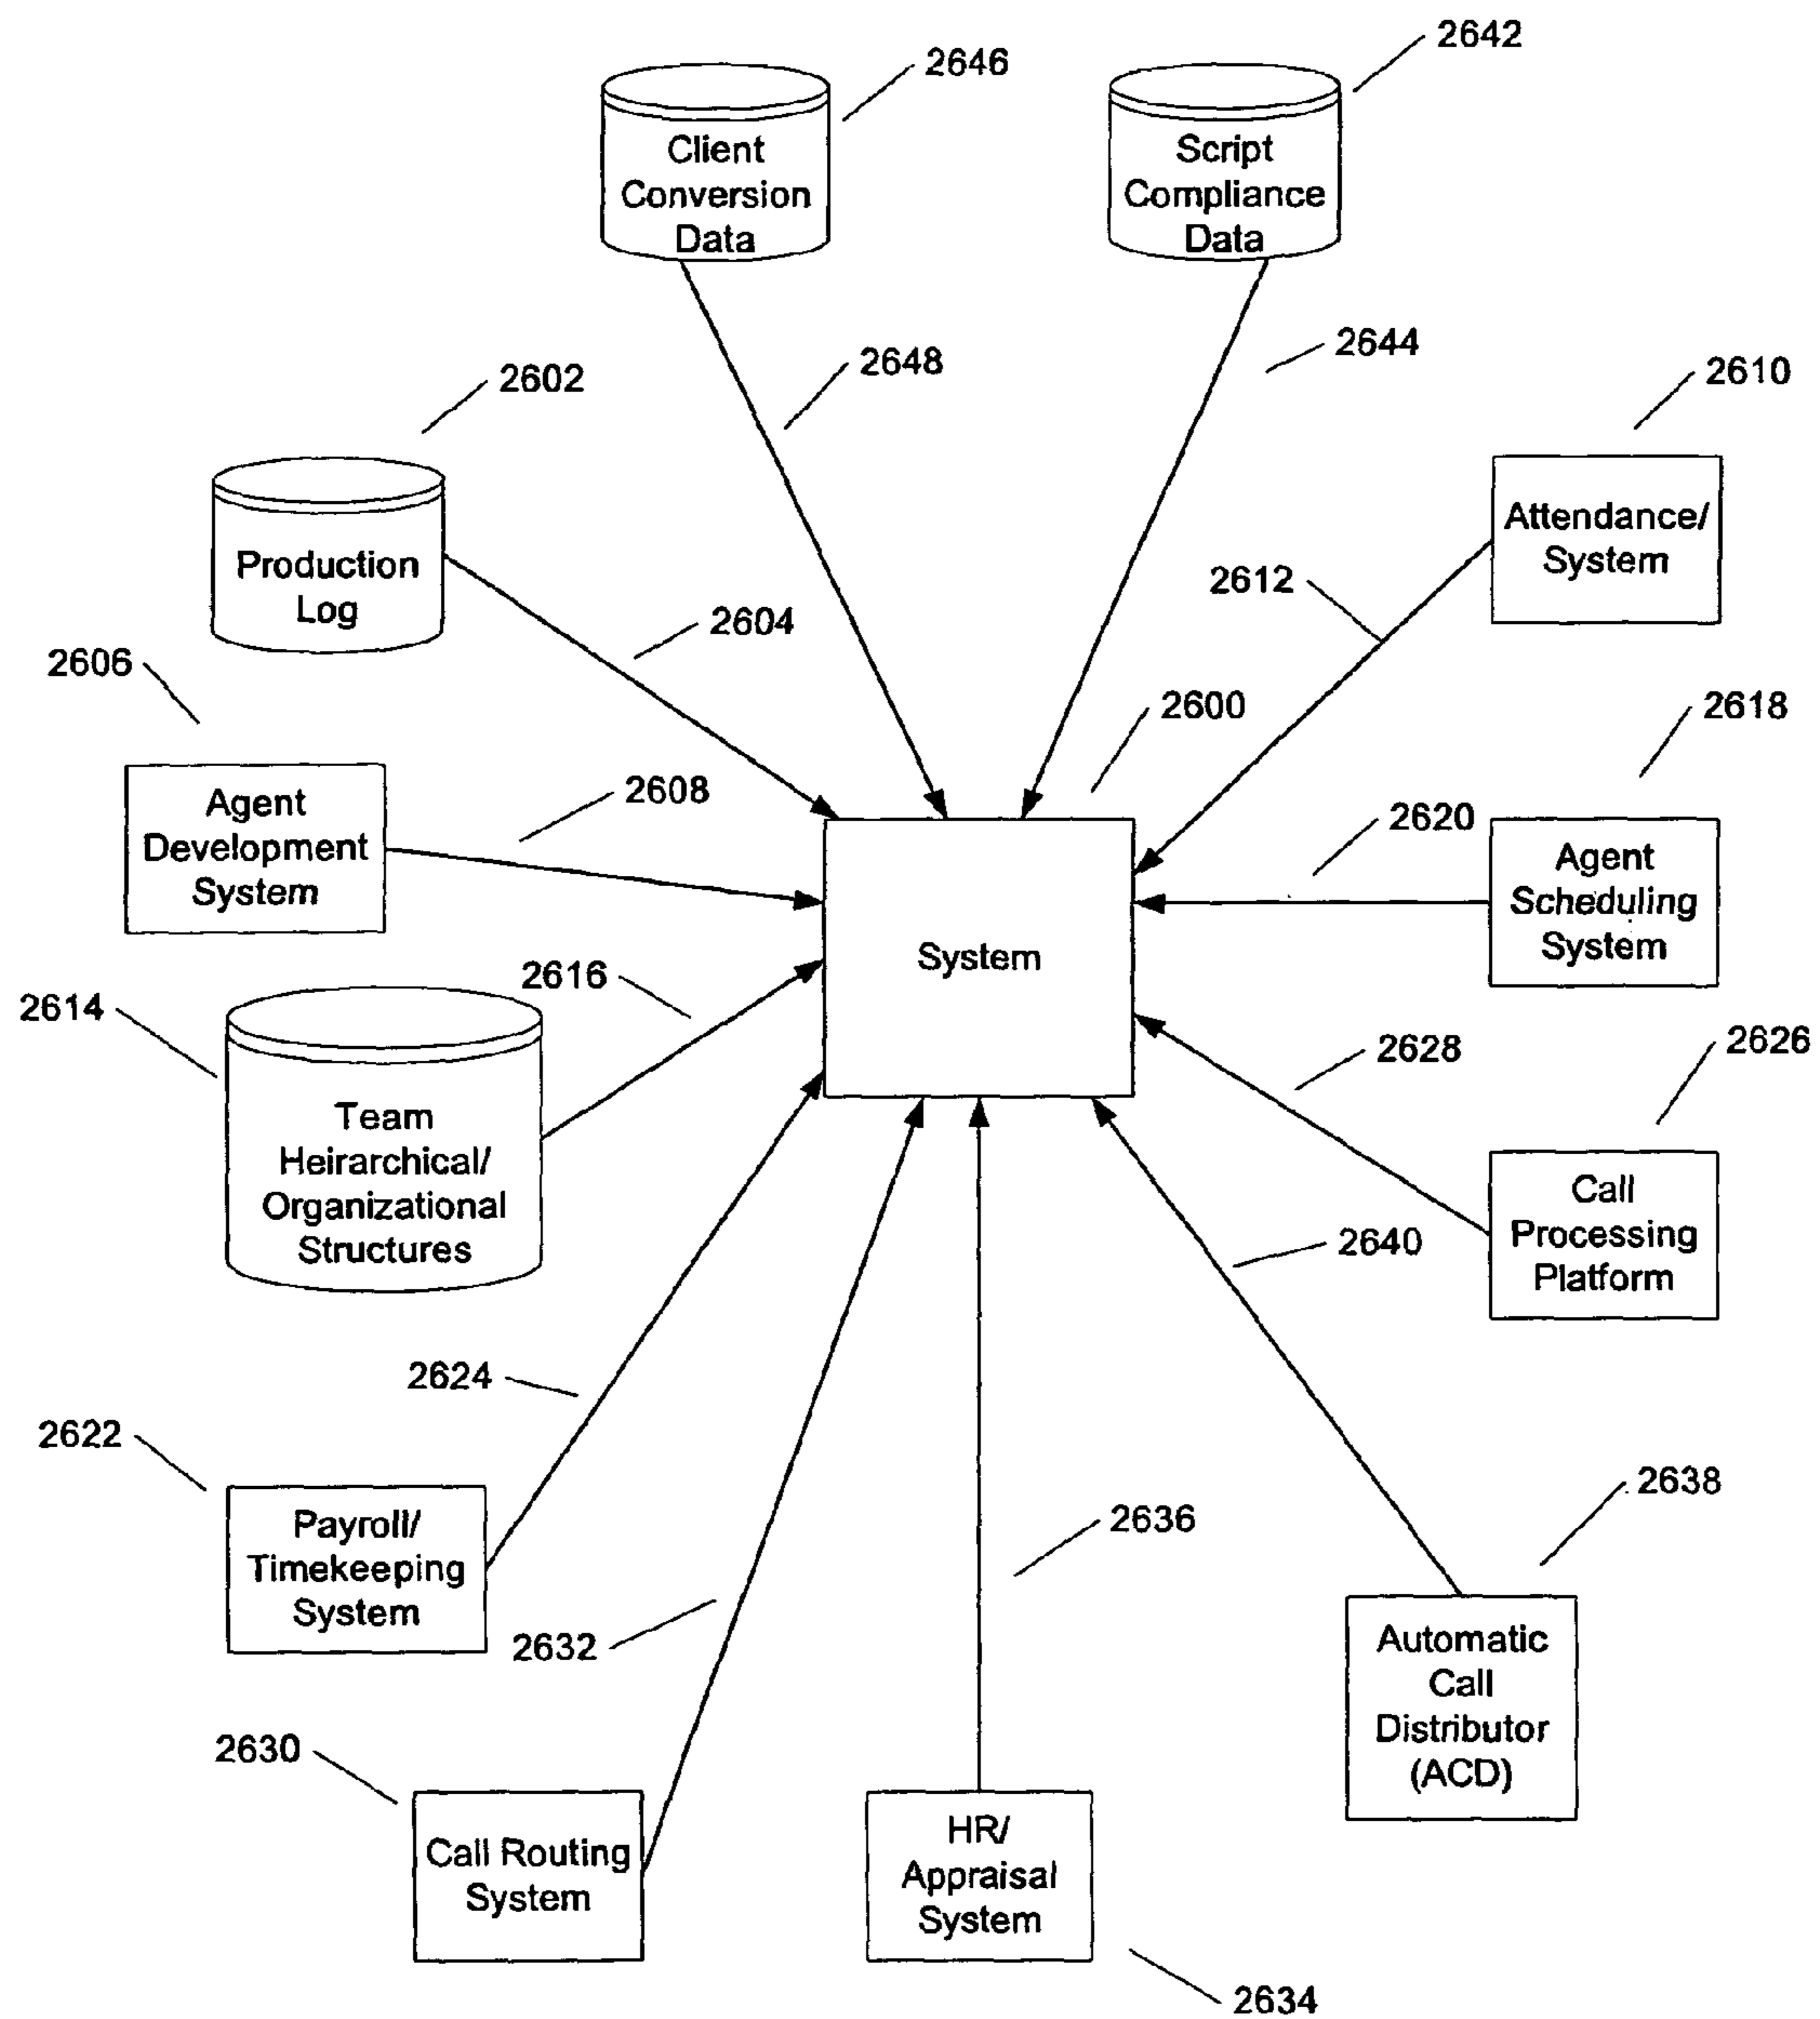 2642
2646
Client
Conversion
Data
Script
Compliance
Data
2644
2648
2602
2610
Production
Log
Attendance/
System
2612
2604
2606
2600
2618
Agent
Development
System
2608
2620
Agent
Scheduling
System
System
2616
2614
2628
2626
Team
Heirarchical/
Organizational
Structures
Call
Processing
Platform
2640
2624
2622
2638
Payroll/
Timekeeping
System
2636
2632
Automatic
Call
Distributor
(ACD)
2630
Call Routing
System
HR/
Appraisal
System
2634